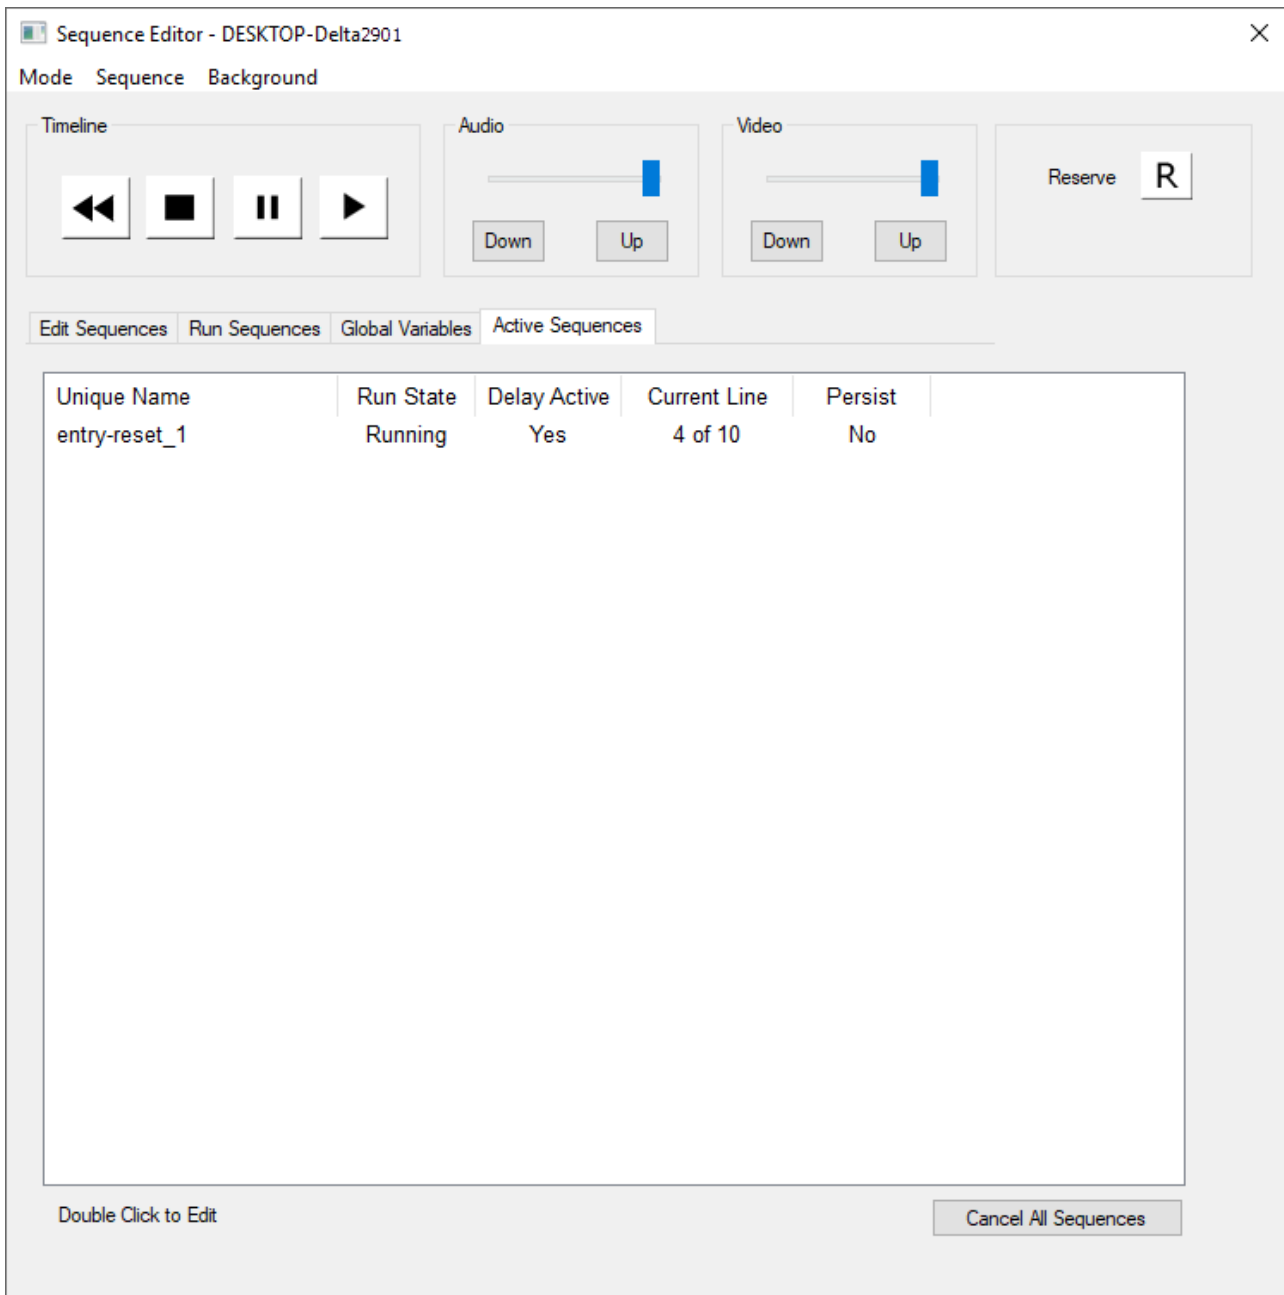 Sequence Editor - DESKTOP-Delta2901
Mode Sequence Background
Timeline Audio Video
Reserve R
Down Up Down Up
Edit Sequences Run Sequences Global Variables Active Sequences
Unique Name Run State Delay Active Current Line Persist
entry-reset_1 Running Yes 4 of 10 No
Double Click to Edit Cancel All Sequences